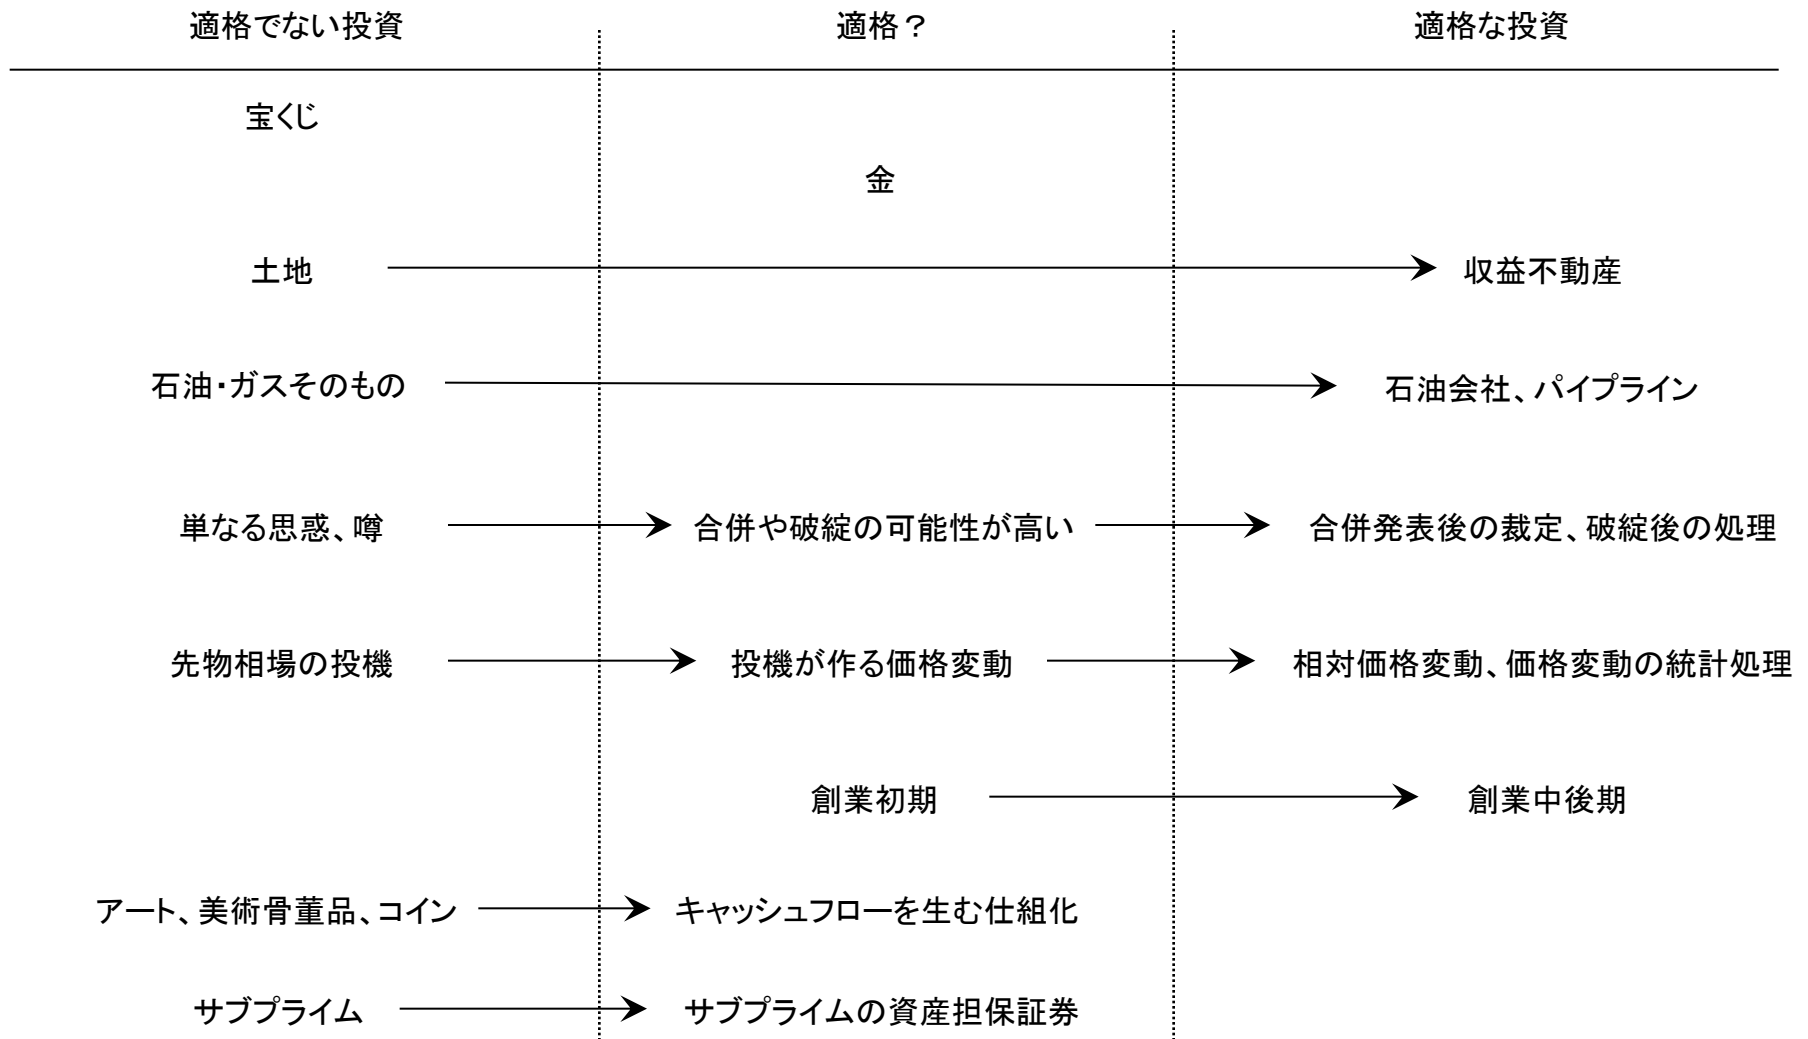 適格でない投資 適格？ 適格な投資
宝くじ
金
土地 収益不動産
石油・ガスそのもの 石油会社、パイプライン
単なる思惑、噂 合併や破綻の可能性が高い 合併発表後の裁定、破綻後の処理
先物相場の投機 投機が作る価格変動 相対価格変動、価格変動の統計処理
創業初期 創業中後期
アート、美術骨董品、コイン キャッシュフローを生む仕組化
サブプライム サブプライムの資産担保証券